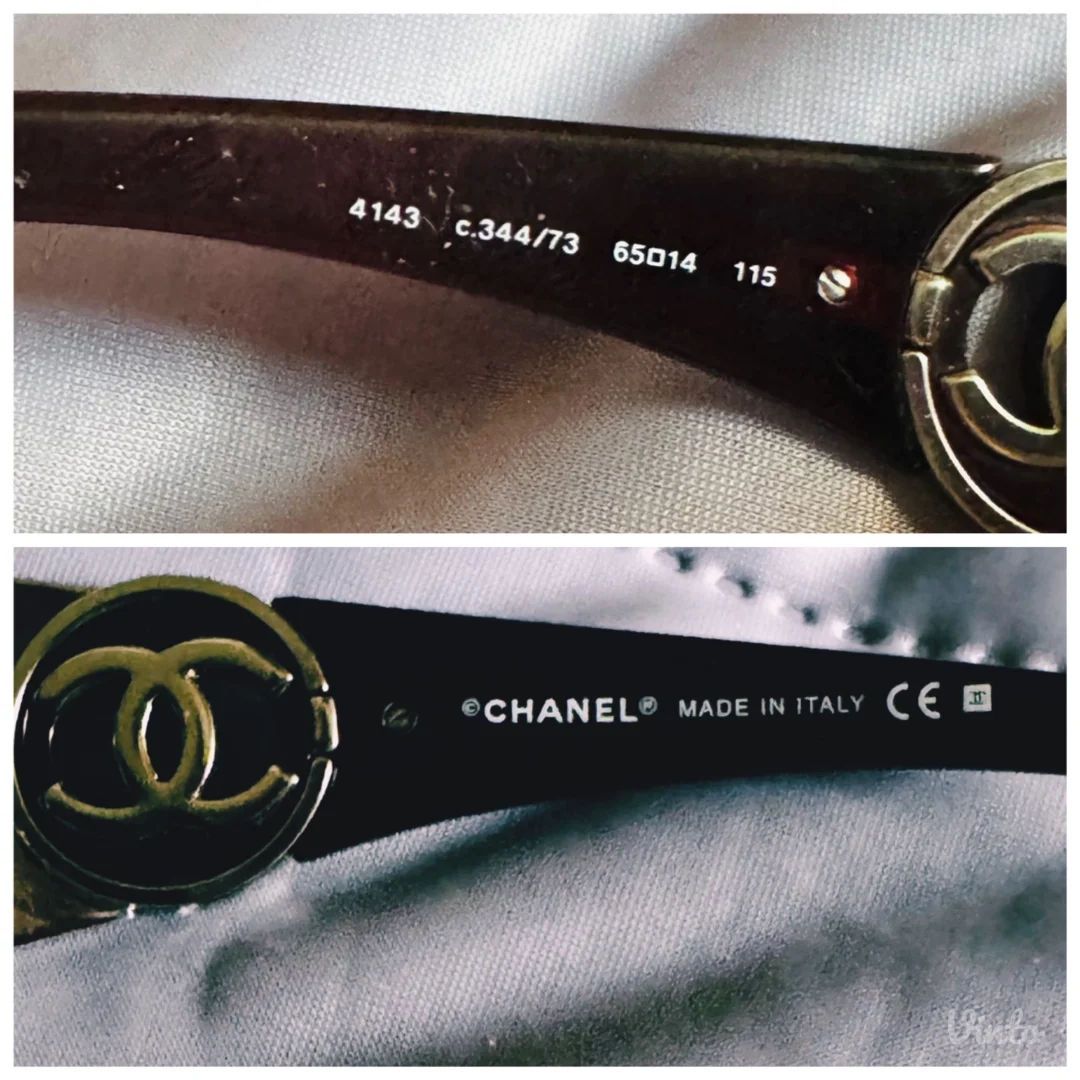 4143 c.344/73 65□14 115
©CHANEL® MADE IN ITALY CE